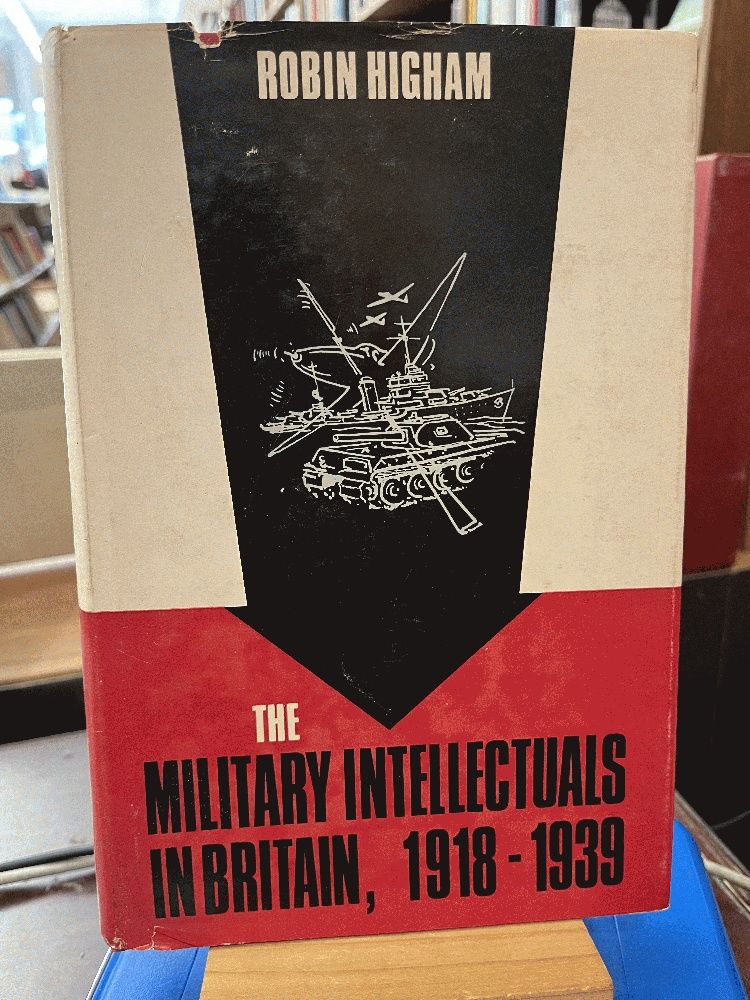 ROBIN HIGHAM
THE
MILITARY INTELLECTUALS
IN BRITAIN, 1918-1939